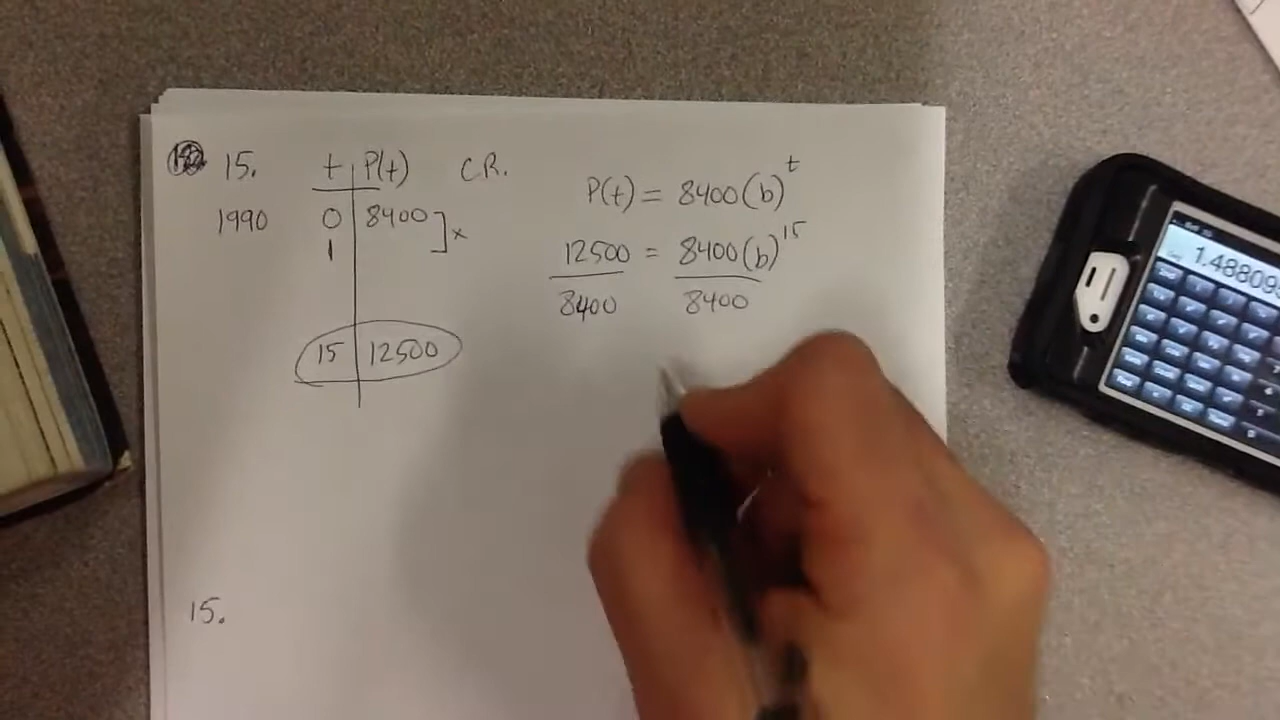 15. t P(t) C.R.
1990 0 8400 ] x
1
15 12500
P(t) = 8400(b)^t
12500 = 8400(b)^15
8400 8400
15.
1.48809